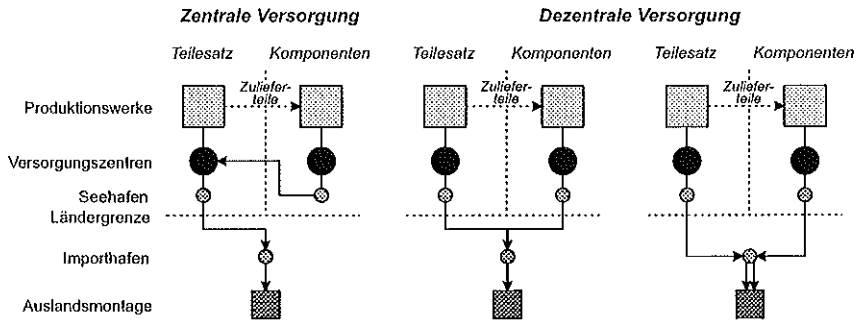 Zentrale Versorgung
Dezentrale Versorgung
Teilesatz
Komponenten
Teilesatz
Komponenten
Teilesatz
Komponenten
Produktionswerke
Zuliefer-
teile
Zuliefer-
teile
Zuliefer-
teile
Versorgungszentren
Seehafen
Ländergrenze
Importhafen
Auslandsmontage